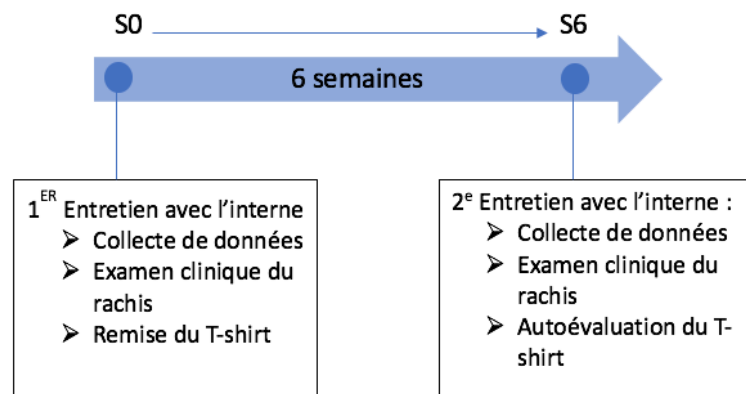 S0
S6
6 semaines
1ER Entretien avec l'interne
➢ Collecte de données
➢ Examen clinique du
rachis
➢ Remise du T-shirt
2e Entretien avec l'interne :
➢ Collecte de données
➢ Examen clinique du
rachis
➢ Autoévaluation du T-
shirt